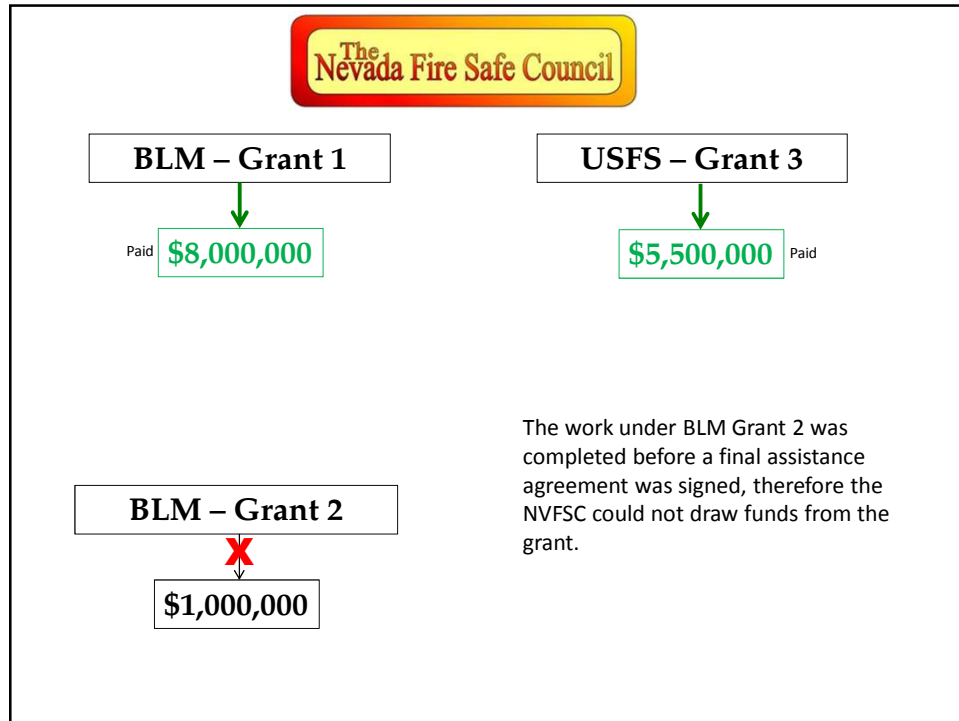 The
Nevada Fire Safe Council
BLM – Grant 1
USFS – Grant 3
Paid $8,000,000
$5,500,000 Paid
The work under BLM Grant 2 was
completed before a final assistance
agreement was signed, therefore the
NVFSC could not draw funds from the
grant.
BLM – Grant 2
X
$1,000,000